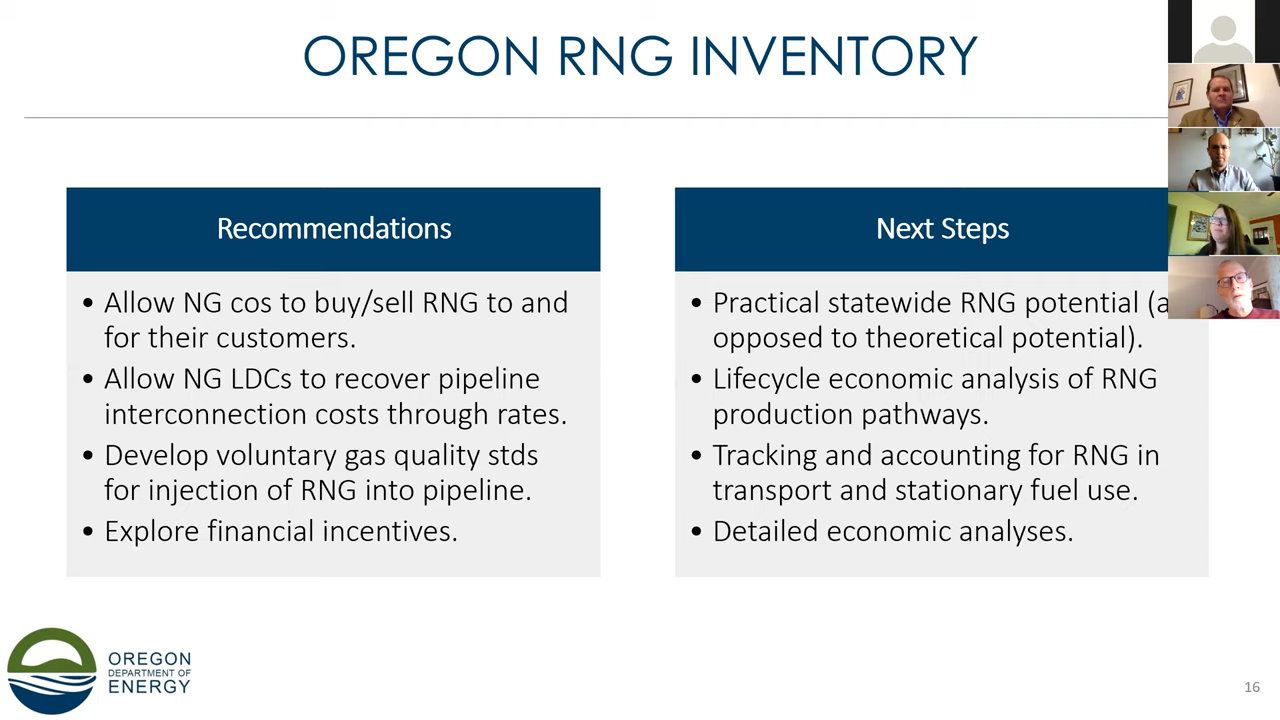 OREGON RNG INVENTORY
Recommendations
• Allow NG cos to buy/sell RNG to and
for their customers.
• Allow NG LDCs to recover pipeline
interconnection costs through rates.
• Develop voluntary gas quality stds
for injection of RNG into pipeline.
• Explore financial incentives.
Next Steps
• Practical statewide RNG potential (a
opposed to theoretical potential).
• Lifecycle economic analysis of RNG
production pathways.
• Tracking and accounting for RNG in
transport and stationary fuel use.
• Detailed economic analyses.
OREGON
DEPARTMENT OF
ENERGY
16